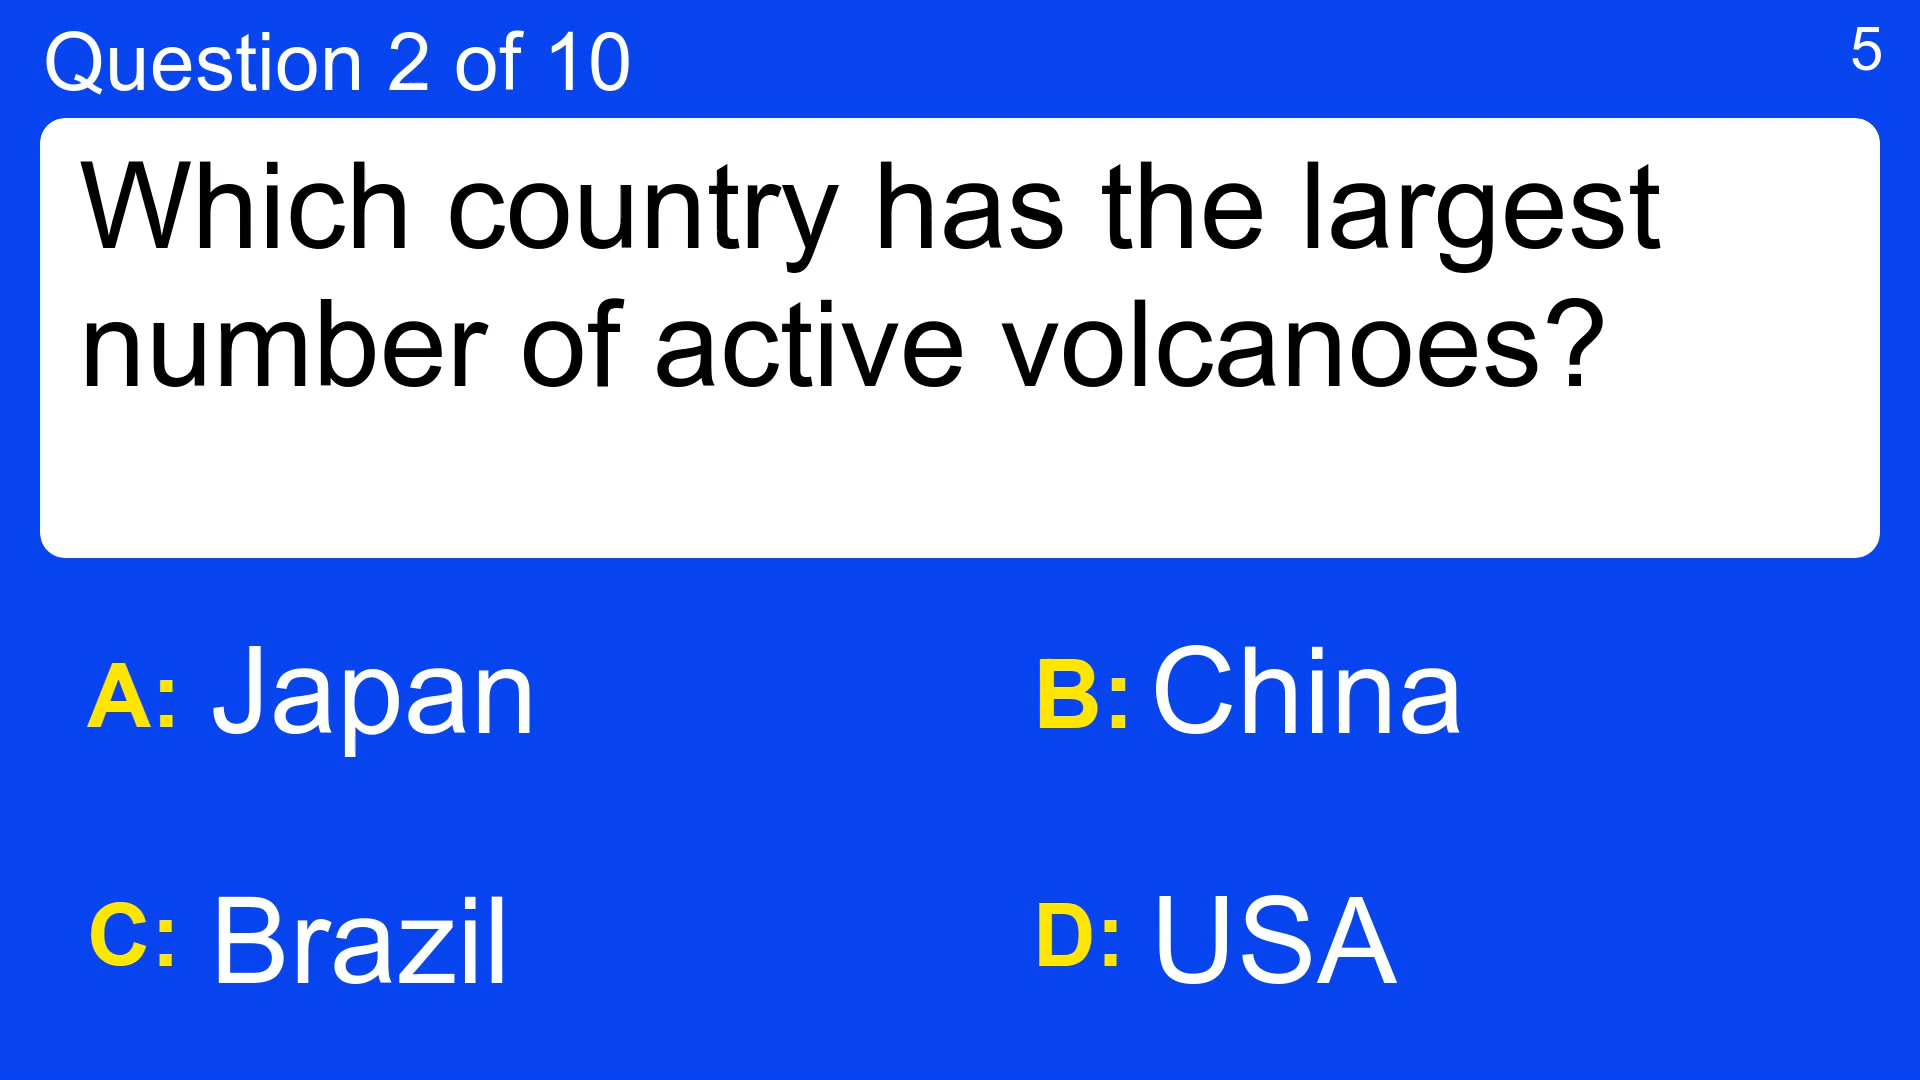 Question 2 of 10
5
Which country has the largest
number of active volcanoes?
A: Japan
B: China
C: Brazil
D: USA